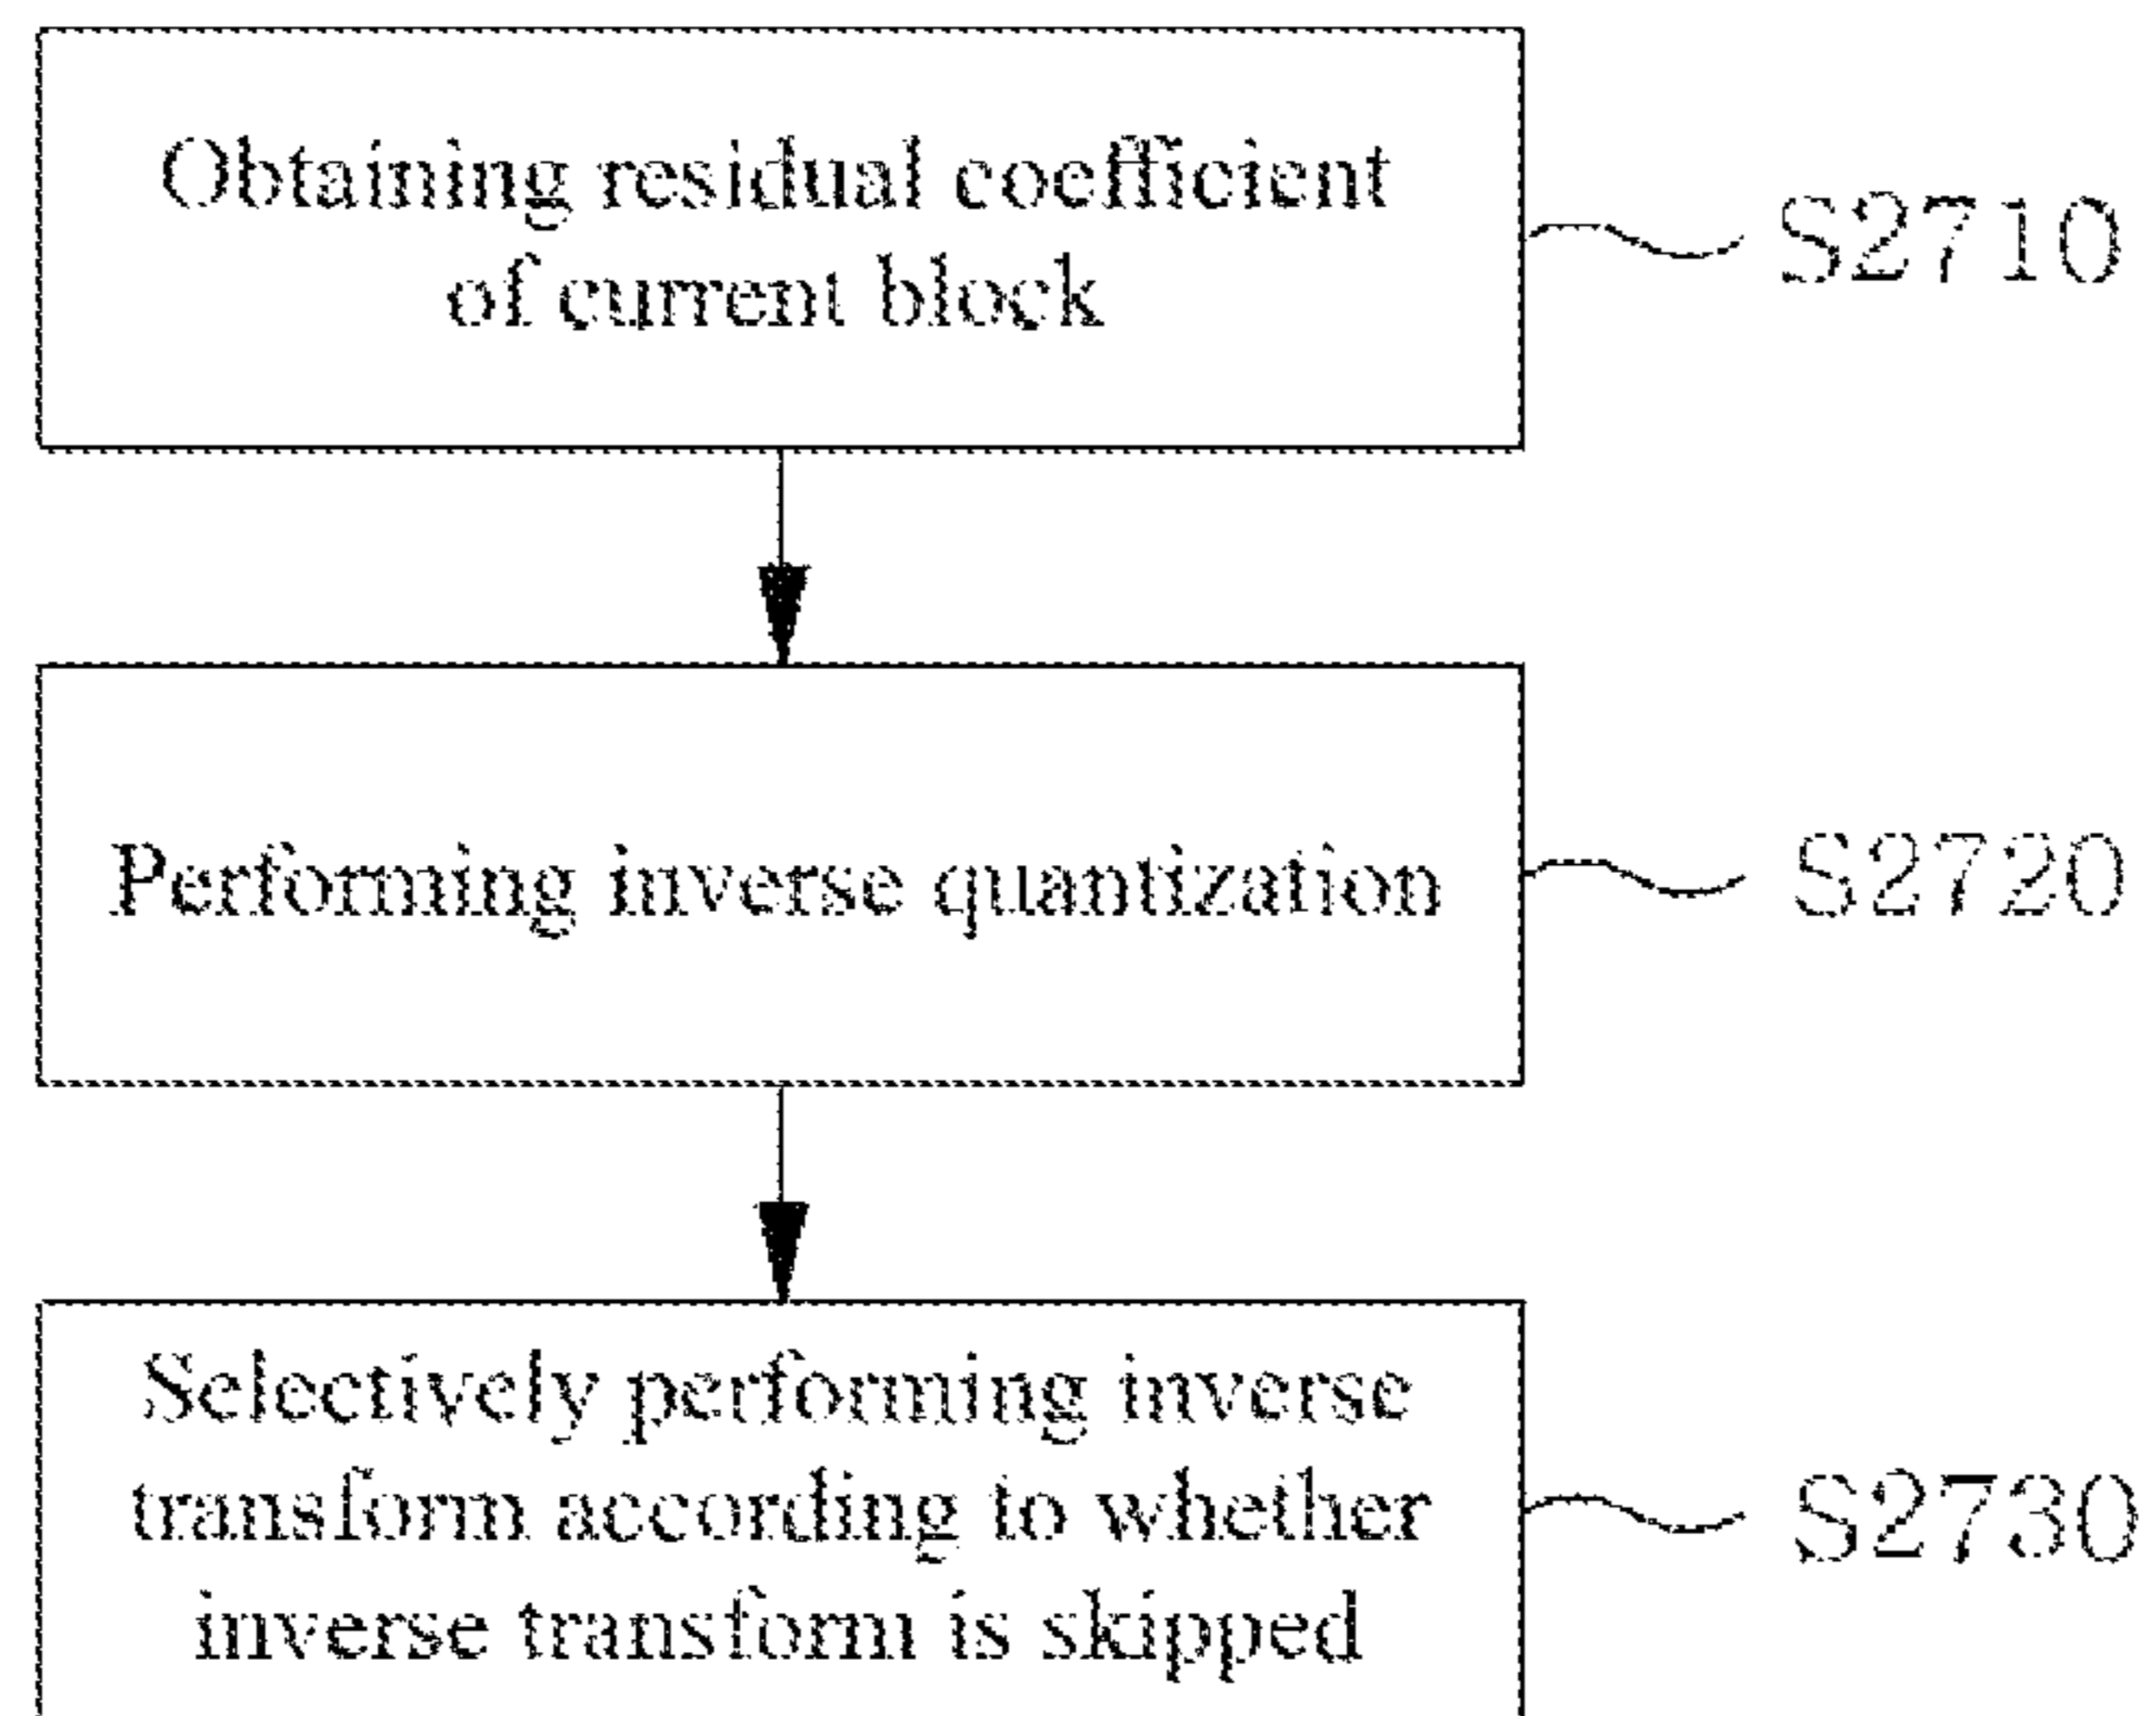 Obtaining residual coefficient
of current block
S2710
Performing inverse quantization
S2720
Selectively performing inverse
transform according to whether
inverse transform is skipped
S2730